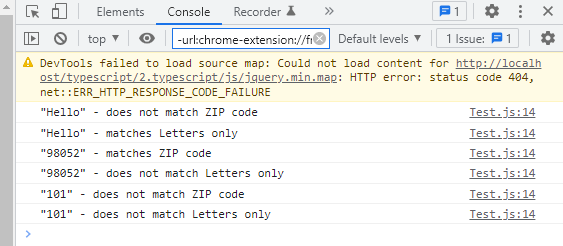 Elements Console Recorder 1
top -url:chrome-extension://f Default levels 1 Issue: 1
DevTools failed to load source map: Could not load content for http://localh
ost/typescript/2.typescript/js/jquery.min.map: HTTP error: status code 404,
net::ERR_HTTP_RESPONSE_CODE_FAILURE
"Hello" - does not match ZIP code Test.js:14
"Hello" - matches Letters only Test.js:14
"98052" - matches ZIP code Test.js:14
"98052" - does not match Letters only Test.js:14
"101" - does not match ZIP code Test.js:14
"101" - does not match Letters only Test.js:14